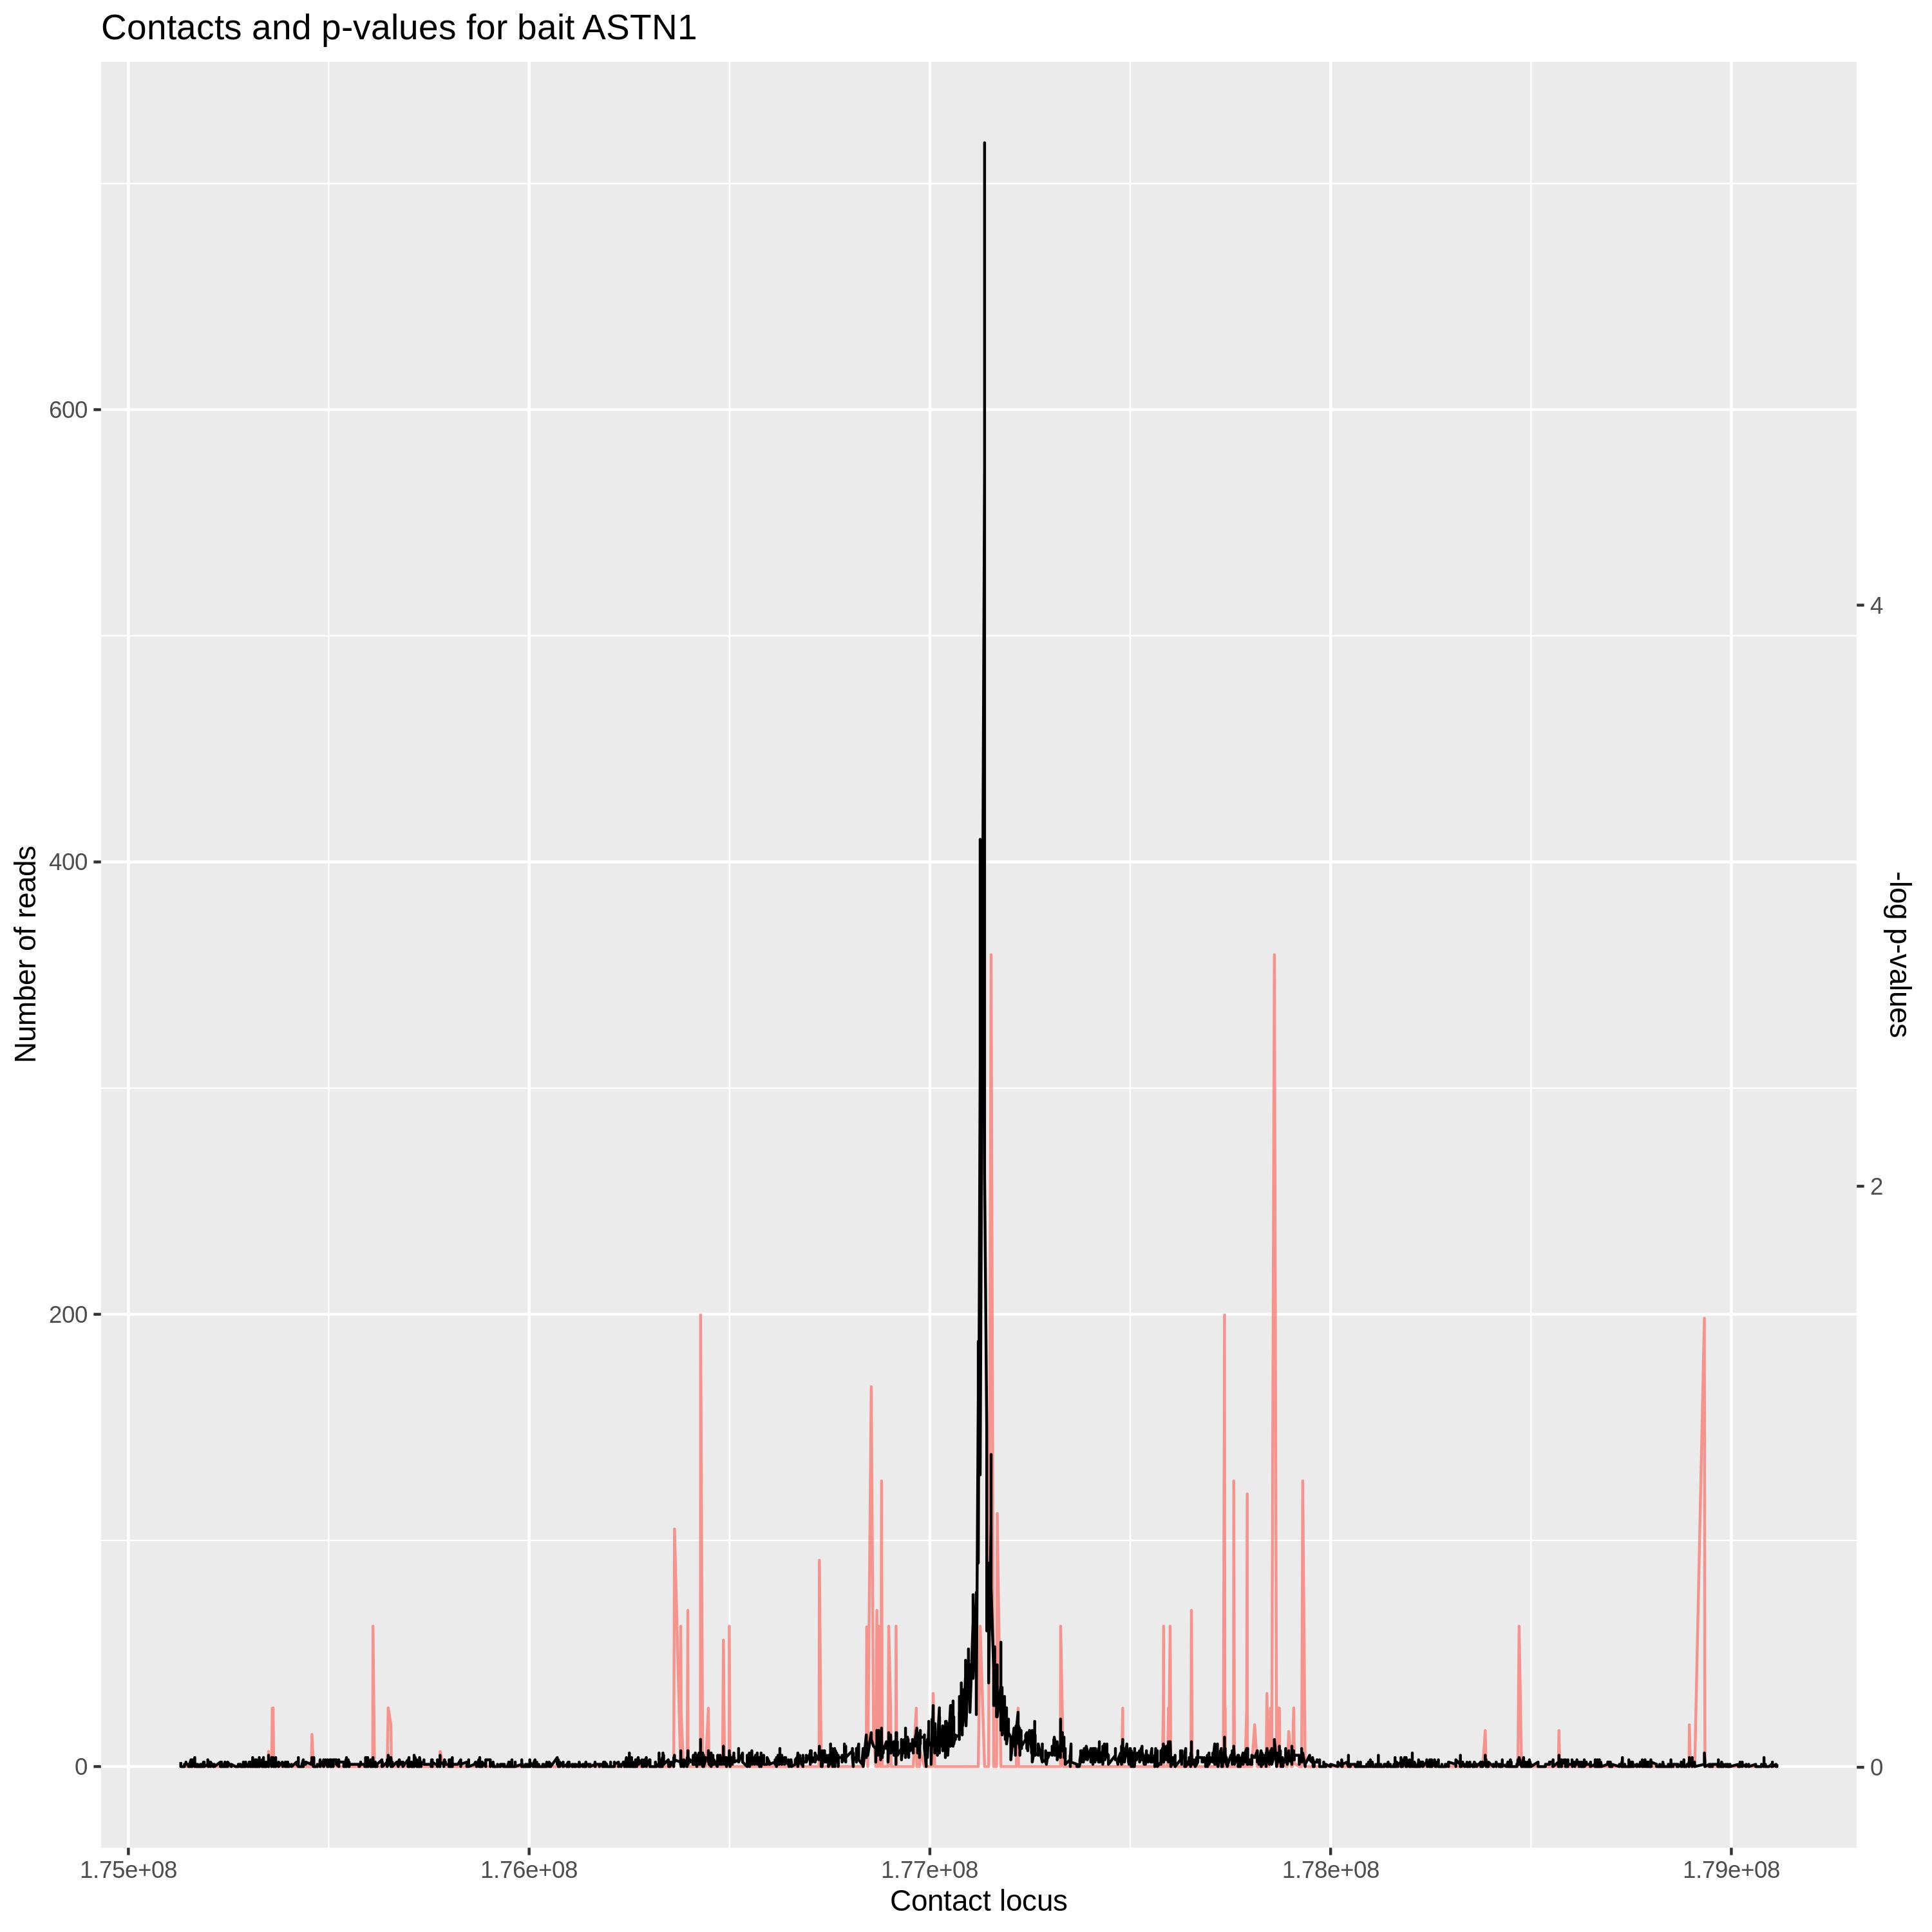 Contacts and p-values for bait ASTN1
Number of reads
600
400
200
0
4
2
0
-log p-values
1.75e+08
1.76e+08
1.77e+08
1.78e+08
1.79e+08
Contact locus